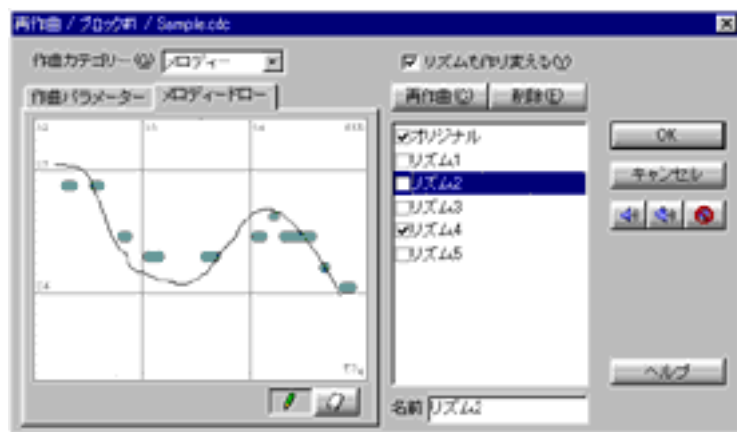 再作曲 / ブロック#1 / Sample.cdc
作曲カテゴリー(G) メロディー
リズムも作り変える(Y)
作曲パラメーター メロディードロー
再作曲(C) 削除(E)
オリジナル
リズム1
リズム2
リズム3
リズム4
リズム5
OK
キャンセル
ヘルプ
名前 リズム2